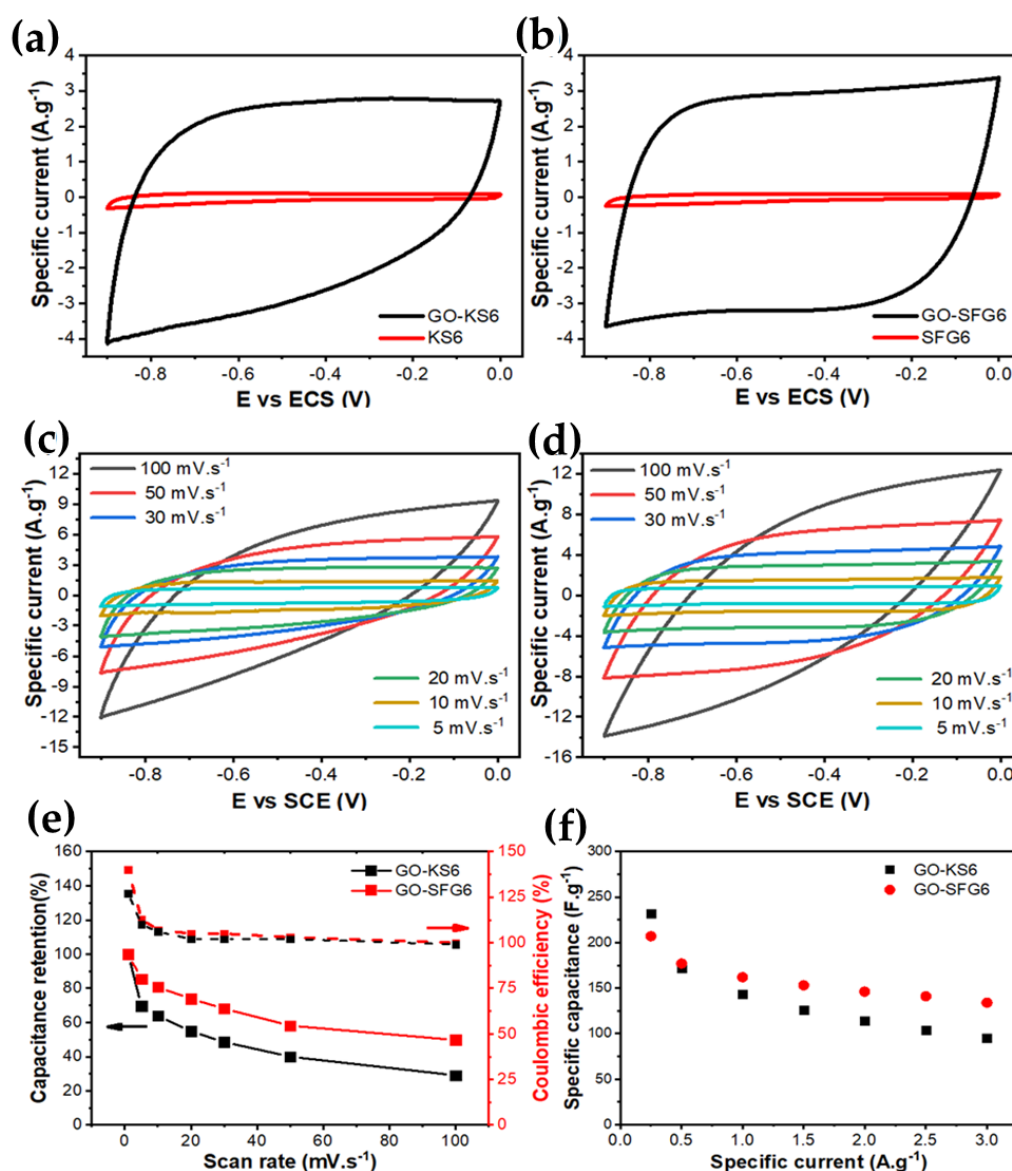 (a)
4
3
2
1
0
-1
-2
-3
-4
Specific current (A.g⁻¹)
GO-KS6
KS6
-0.8 -0.6 -0.4 -0.2 0.0
E vs ECS (V)
(b)
4
3
2
1
0
-1
-2
-3
-4
Specific current (A.g⁻¹)
GO-SFG6
SFG6
-0.8 -0.6 -0.4 -0.2 0.0
E vs ECS (V)
(c)
12
9
6
3
0
-3
-6
-9
-12
-15
Specific current (A.g⁻¹)
100 mV.s⁻¹
50 mV.s⁻¹
30 mV.s⁻¹
20 mV.s⁻¹
10 mV.s⁻¹
5 mV.s⁻¹
-0.8 -0.6 -0.4 -0.2 0.0
E vs SCE (V)
(d)
12
8
4
0
-4
-8
-12
-16
Specific current (A.g⁻¹)
100 mV.s⁻¹
50 mV.s⁻¹
30 mV.s⁻¹
20 mV.s⁻¹
10 mV.s⁻¹
5 mV.s⁻¹
-0.8 -0.6 -0.4 -0.2 0.0
E vs SCE (V)
(e)
160
140
120
100
80
60
40
20
0
Capacitance retention(%)
GO-KS6
GO-SFG6
150
125
100
75
50
25
0
Coulombic efficiency (%)
0 20 40 60 80 100
Scan rate (mV.s⁻¹)
(f)
300
250
200
150
100
50
0
Specific capacitance (F.g⁻¹)
GO-KS6
GO-SFG6
0.0 0.5 1.0 1.5 2.0 2.5 3.0
Specific current (A.g⁻¹)